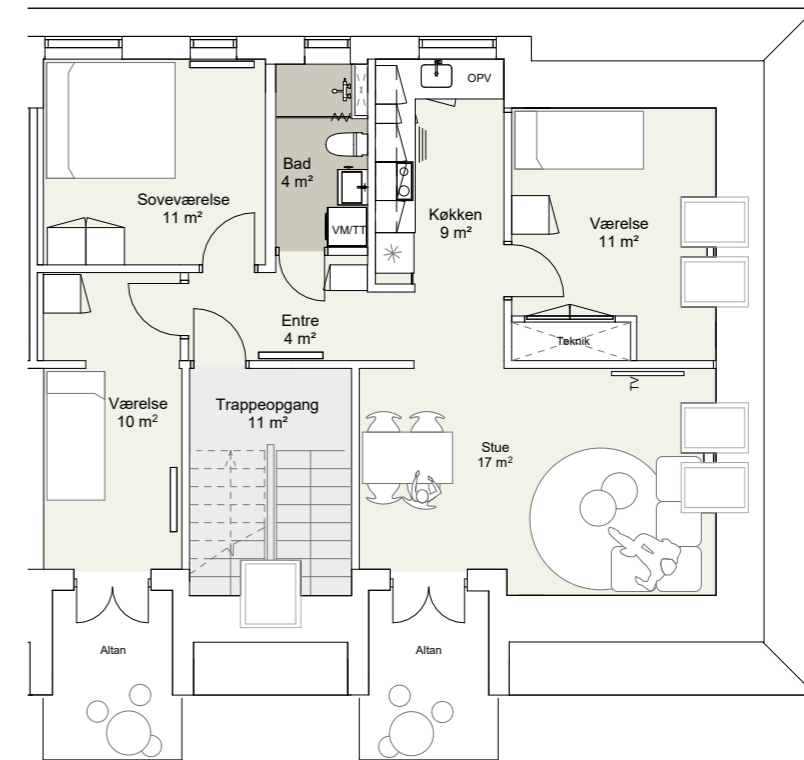 OPV
Bad
4 m²
Soveværelse
11 m²
Køkken
9 m²
Værelse
11 m²
VM/TT
Entre
4 m²
Teknik
TV
Værelse
10 m²
Trappeopgang
11 m²
Stue
17 m²
Altan
Altan